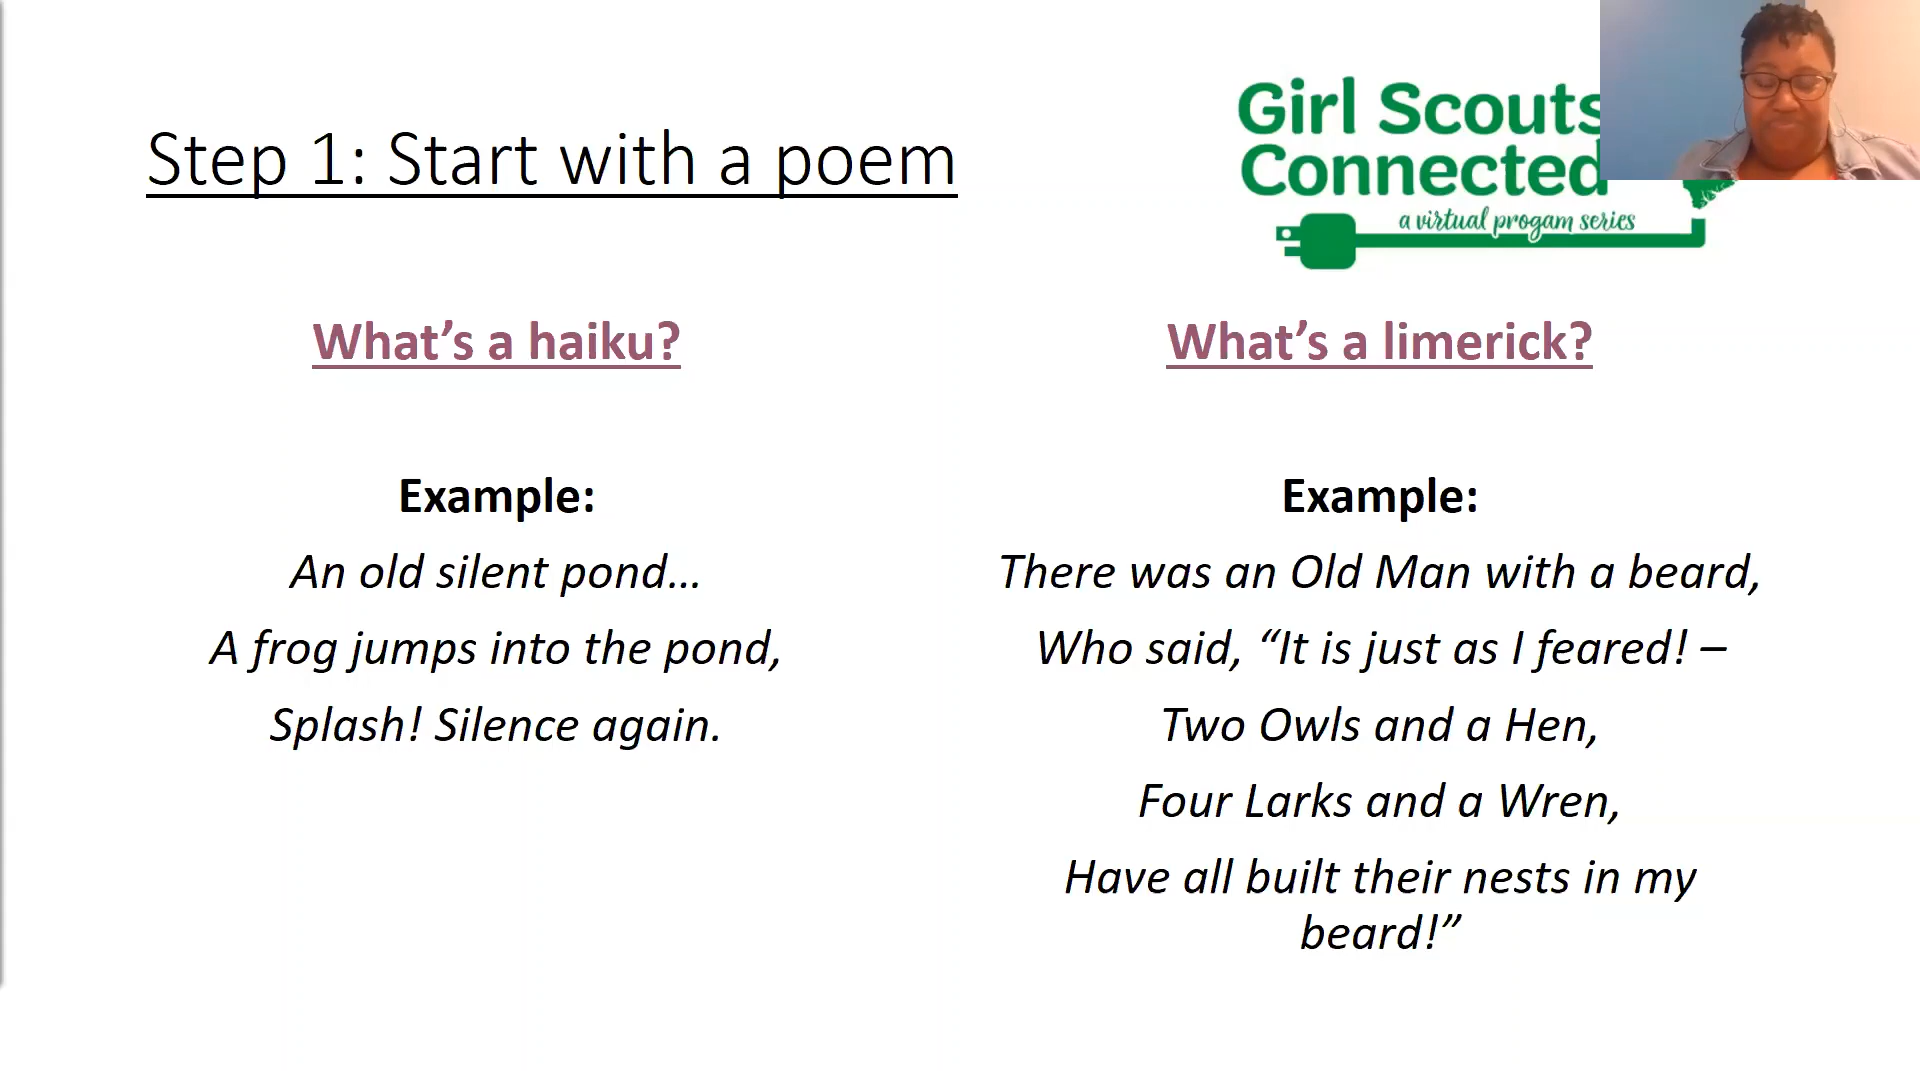 Step 1: Start with a poem
Girl Scouts
Connected
a virtual progam series
What’s a haiku?
Example:
An old silent pond…
A frog jumps into the pond,
Splash! Silence again.
What’s a limerick?
Example:
There was an Old Man with a beard,
Who said, “It is just as I feared! –
Two Owls and a Hen,
Four Larks and a Wren,
Have all built their nests in my
beard!”